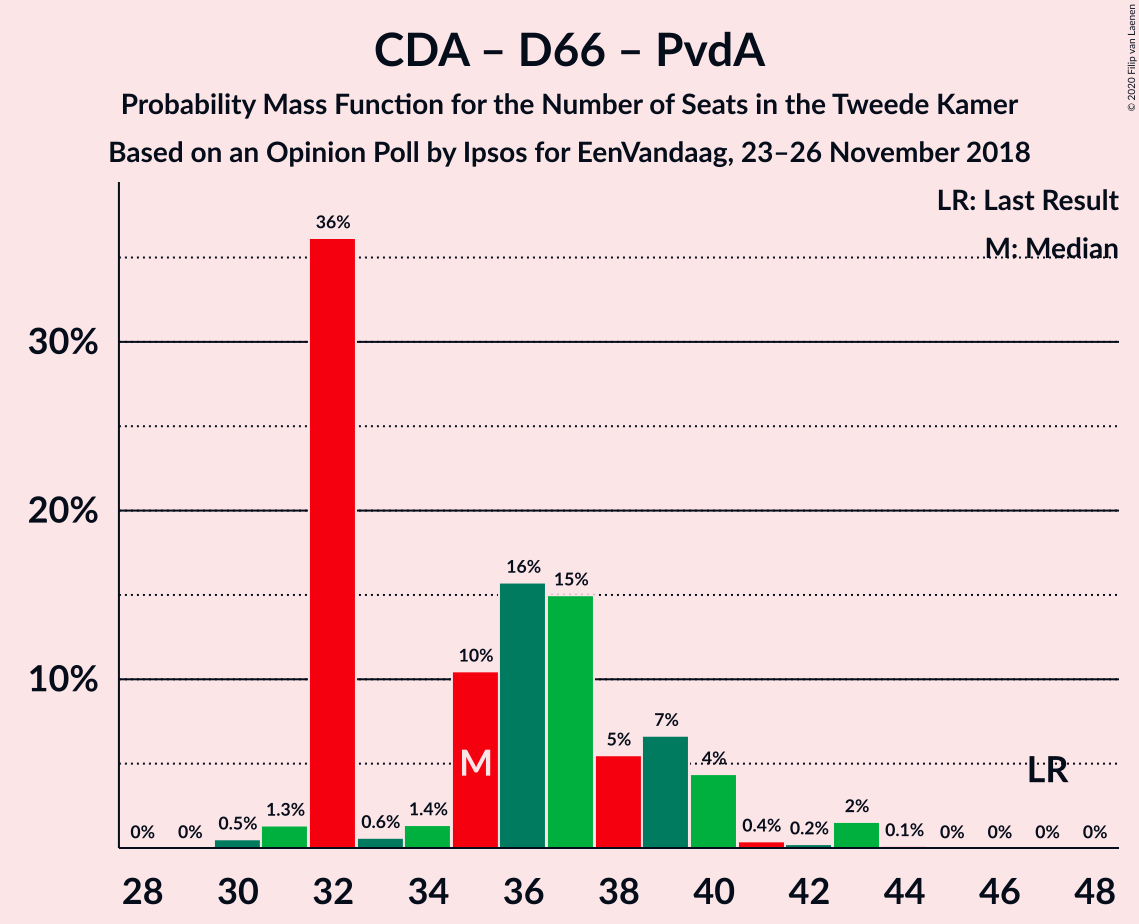 CDA – D66 – PvdA
Probability Mass Function for the Number of Seats in the Tweede Kamer
Based on an Opinion Poll by Ipsos for EenVandaag, 23–26 November 2018
© 2020 Filip van Laenen
LR: Last Result
M: Median
30%
20%
10%
0%
0%
0.5%
1.3%
36%
0.6%
1.4%
10%
16%
15%
5%
7%
4%
0.4%
0.2%
2%
0.1%
0%
0%
0%
0%
M
LR
28 30 32 34 36 38 40 42 44 46 48